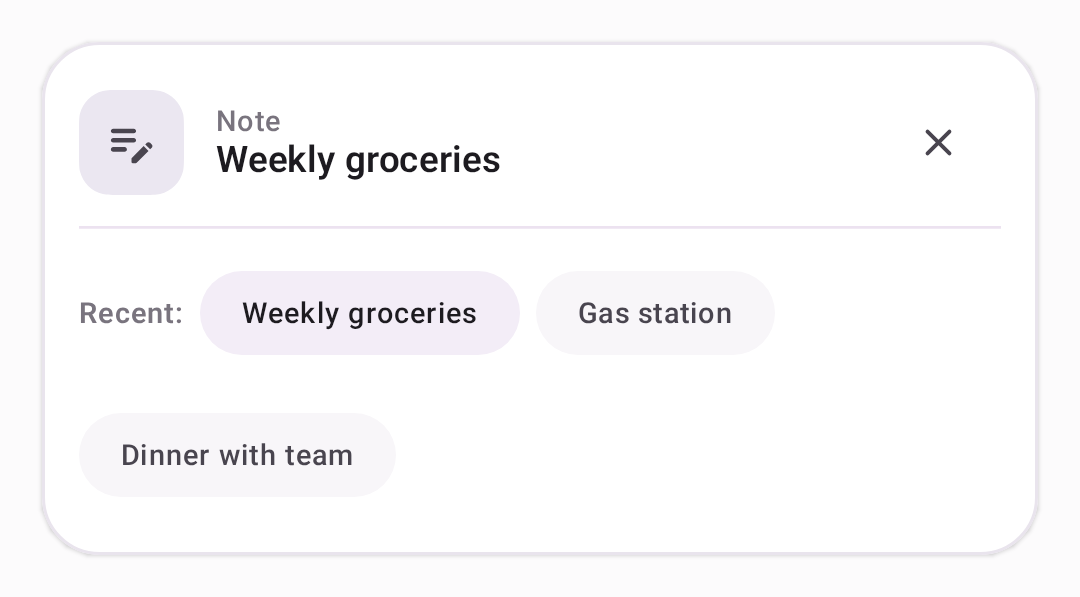 Note
Weekly groceries
Recent: Weekly groceries Gas station
Dinner with team